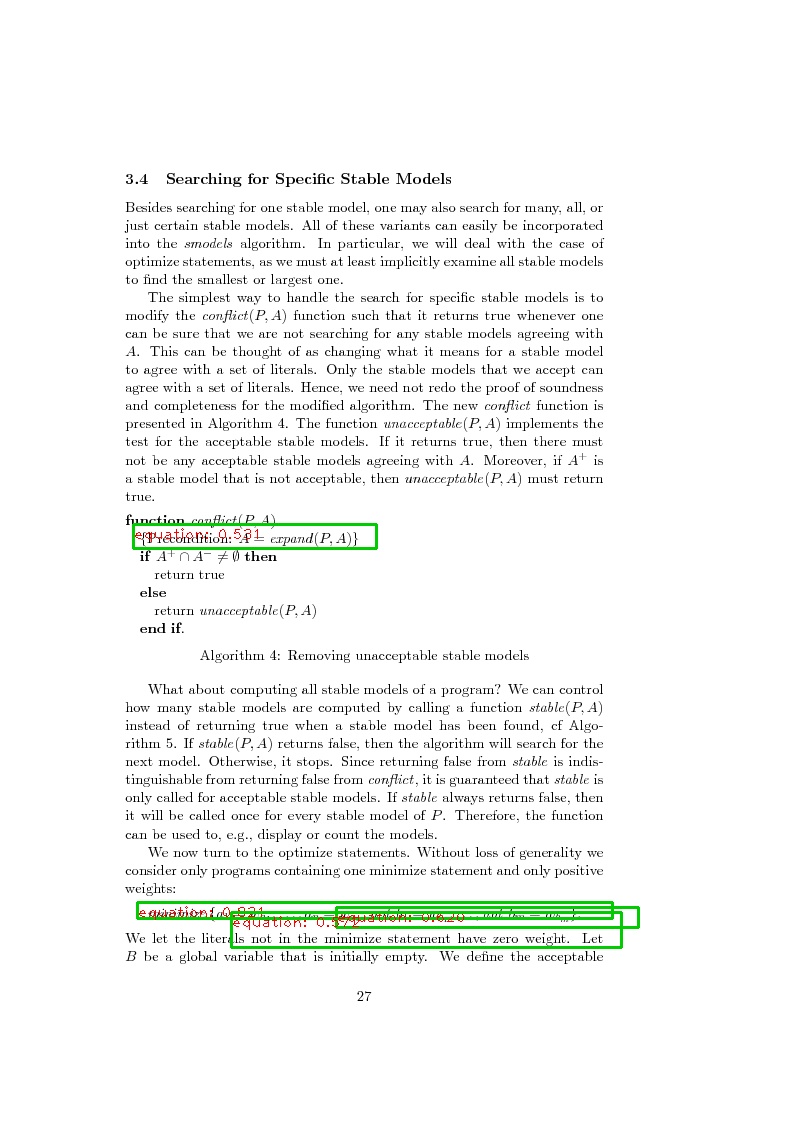 3.4 Searching for Specific Stable Models
Besides searching for one stable model, one may also search for many, all, or
just certain stable models. All of these variants can easily be incorporated
into the smodels algorithm. In particular, we will deal with the case of
optimize statements, as we must at least implicitly examine all stable models
to find the smallest or largest one.
The simplest way to handle the search for specific stable models is to
modify the conflict(P, A) function such that it returns true whenever one
can be sure that we are not searching for any stable models agreeing with
A. This can be thought of as changing what it means for a stable model
to agree with a set of literals. Only the stable models that we accept can
agree with a set of literals. Hence, we need not redo the proof of soundness
and completeness for the modified algorithm. The new conflict function is
presented in Algorithm 4. The function unacceptable(P, A) implements the
test for the acceptable stable models. If it returns true, then there must
not be any acceptable stable models agreeing with A. Moreover, if A⁺ is
a stable model that is not acceptable, then unacceptable(P, A) must return
true.
function conflict(P, A)
equation: 0.531
{Precondition: A = expand(P, A)}
if A⁺ ∩ A⁻ ≠ ∅ then
return true
else
return unacceptable(P, A)
end if.
Algorithm 4: Removing unacceptable stable models
What about computing all stable models of a program? We can control
how many stable models are computed by calling a function stable(P, A)
instead of returning true when a stable model has been found, cf Algo-
rithm 5. If stable(P, A) returns false, then the algorithm will search for the
next model. Otherwise, it stops. Since returning false from stable is indis-
tinguishable from returning false from conflict, it is guaranteed that stable is
only called for acceptable stable models. If stable always returns false, then
it will be called once for every stable model of P. Therefore, the function
can be used to, e.g., display or count the models.
We now turn to the optimize statements. Without loss of generality we
consider only programs containing one minimize statement and only positive
weights:
We let the literals not in the minimize statement have zero weight. Let
B be a global variable that is initially empty. We define the acceptable
27